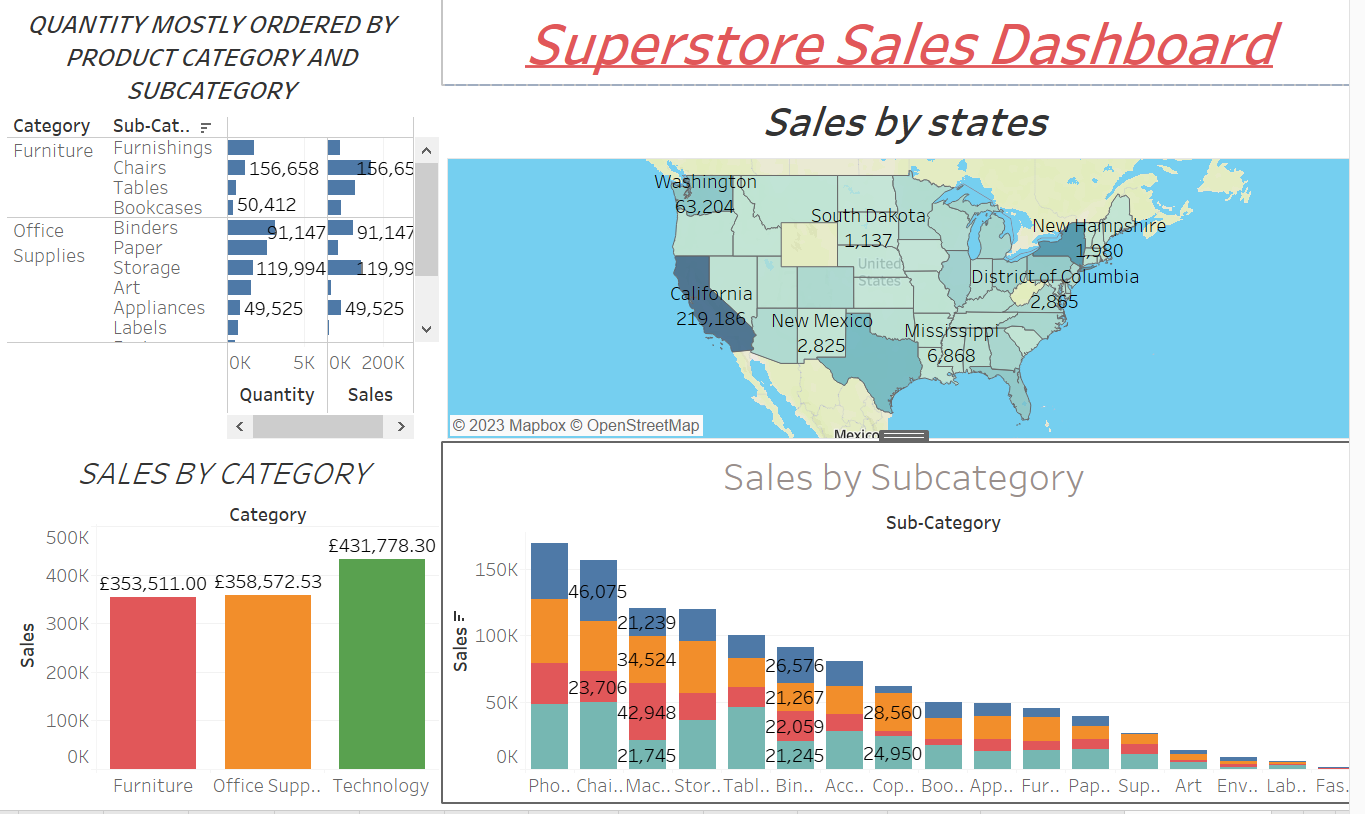 QUANTITY MOSTLY ORDERED BY
PRODUCT CATEGORY AND
SUBCATEGORY
Category Sub-Cat..
Furniture Furnishings
Chairs 156,658 156,65
Tables
Bookcases 50,412
Office Supplies Binders 91,147 91,147
Paper
Storage 119,994 119,99
Art
Appliances 49,525 49,525
Labels
0K 5K 0K 200K
Quantity Sales
Superstore Sales Dashboard
Sales by states
Washington
63,204
South Dakota
1,137
New Hampshire
1,980
United
States
District of Columbia
2,865
California
219,186
New Mexico
2,825
Mississippi
6,868
Mexico
© 2023 Mapbox © OpenStreetMap
SALES BY CATEGORY
Category
Sales
500K
400K
300K
200K
100K
0K
£353,511.00 £358,572.53 £431,778.30
Furniture Office Supp.. Technology
Sales by Subcategory
Sub-Category
Sales
150K
100K
50K
0K
46,075
23,706
21,239
34,524
42,948
21,745
26,576
21,267
22,059
21,245
28,560
24,950
Pho.. Chai.. Mac.. Stor.. Tabl.. Bin.. Acc.. Cop.. Boo.. App.. Fur.. Pap.. Sup.. Art Env.. Lab.. Fas.